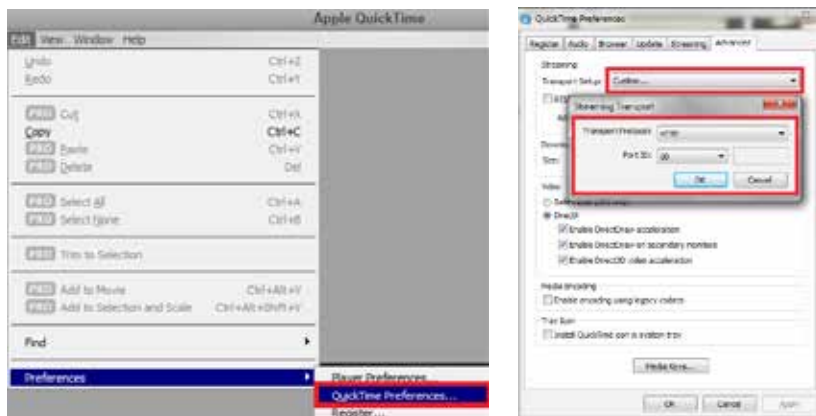 Apple QuickTime
Edit View Window Help
Undo Ctrl+Z
Redo Ctrl+Y
PRO Cut Ctrl+X
Copy Ctrl+C
PRO Paste Ctrl+V
PRO Delete Del
PRO Select All Ctrl+A
PRO Select None Ctrl+B
PRO Trim to Selection
PRO Add to Movie Ctrl+Alt+V
PRO Add to Selection and Scale Ctrl+Alt+Shift+V
Find
Preferences
Player Preferences...
QuickTime Preferences...
Register...
QuickTime Preferences
Register Audio Browser Update Streaming Advanced
Streaming
Transport Setup: Custom...
Streaming Transport
Transport Protocol: HTTP
Port ID: 80
OK Cancel
Video
DirectX
Enable DirectDraw acceleration
Enable DirectDraw on secondary monitors
Enable Direct3D video acceleration
Media Encoding
Enable encoding using legacy codecs
Tray Icon
Install QuickTime icon in system tray
Media Keys...
OK Cancel Apply